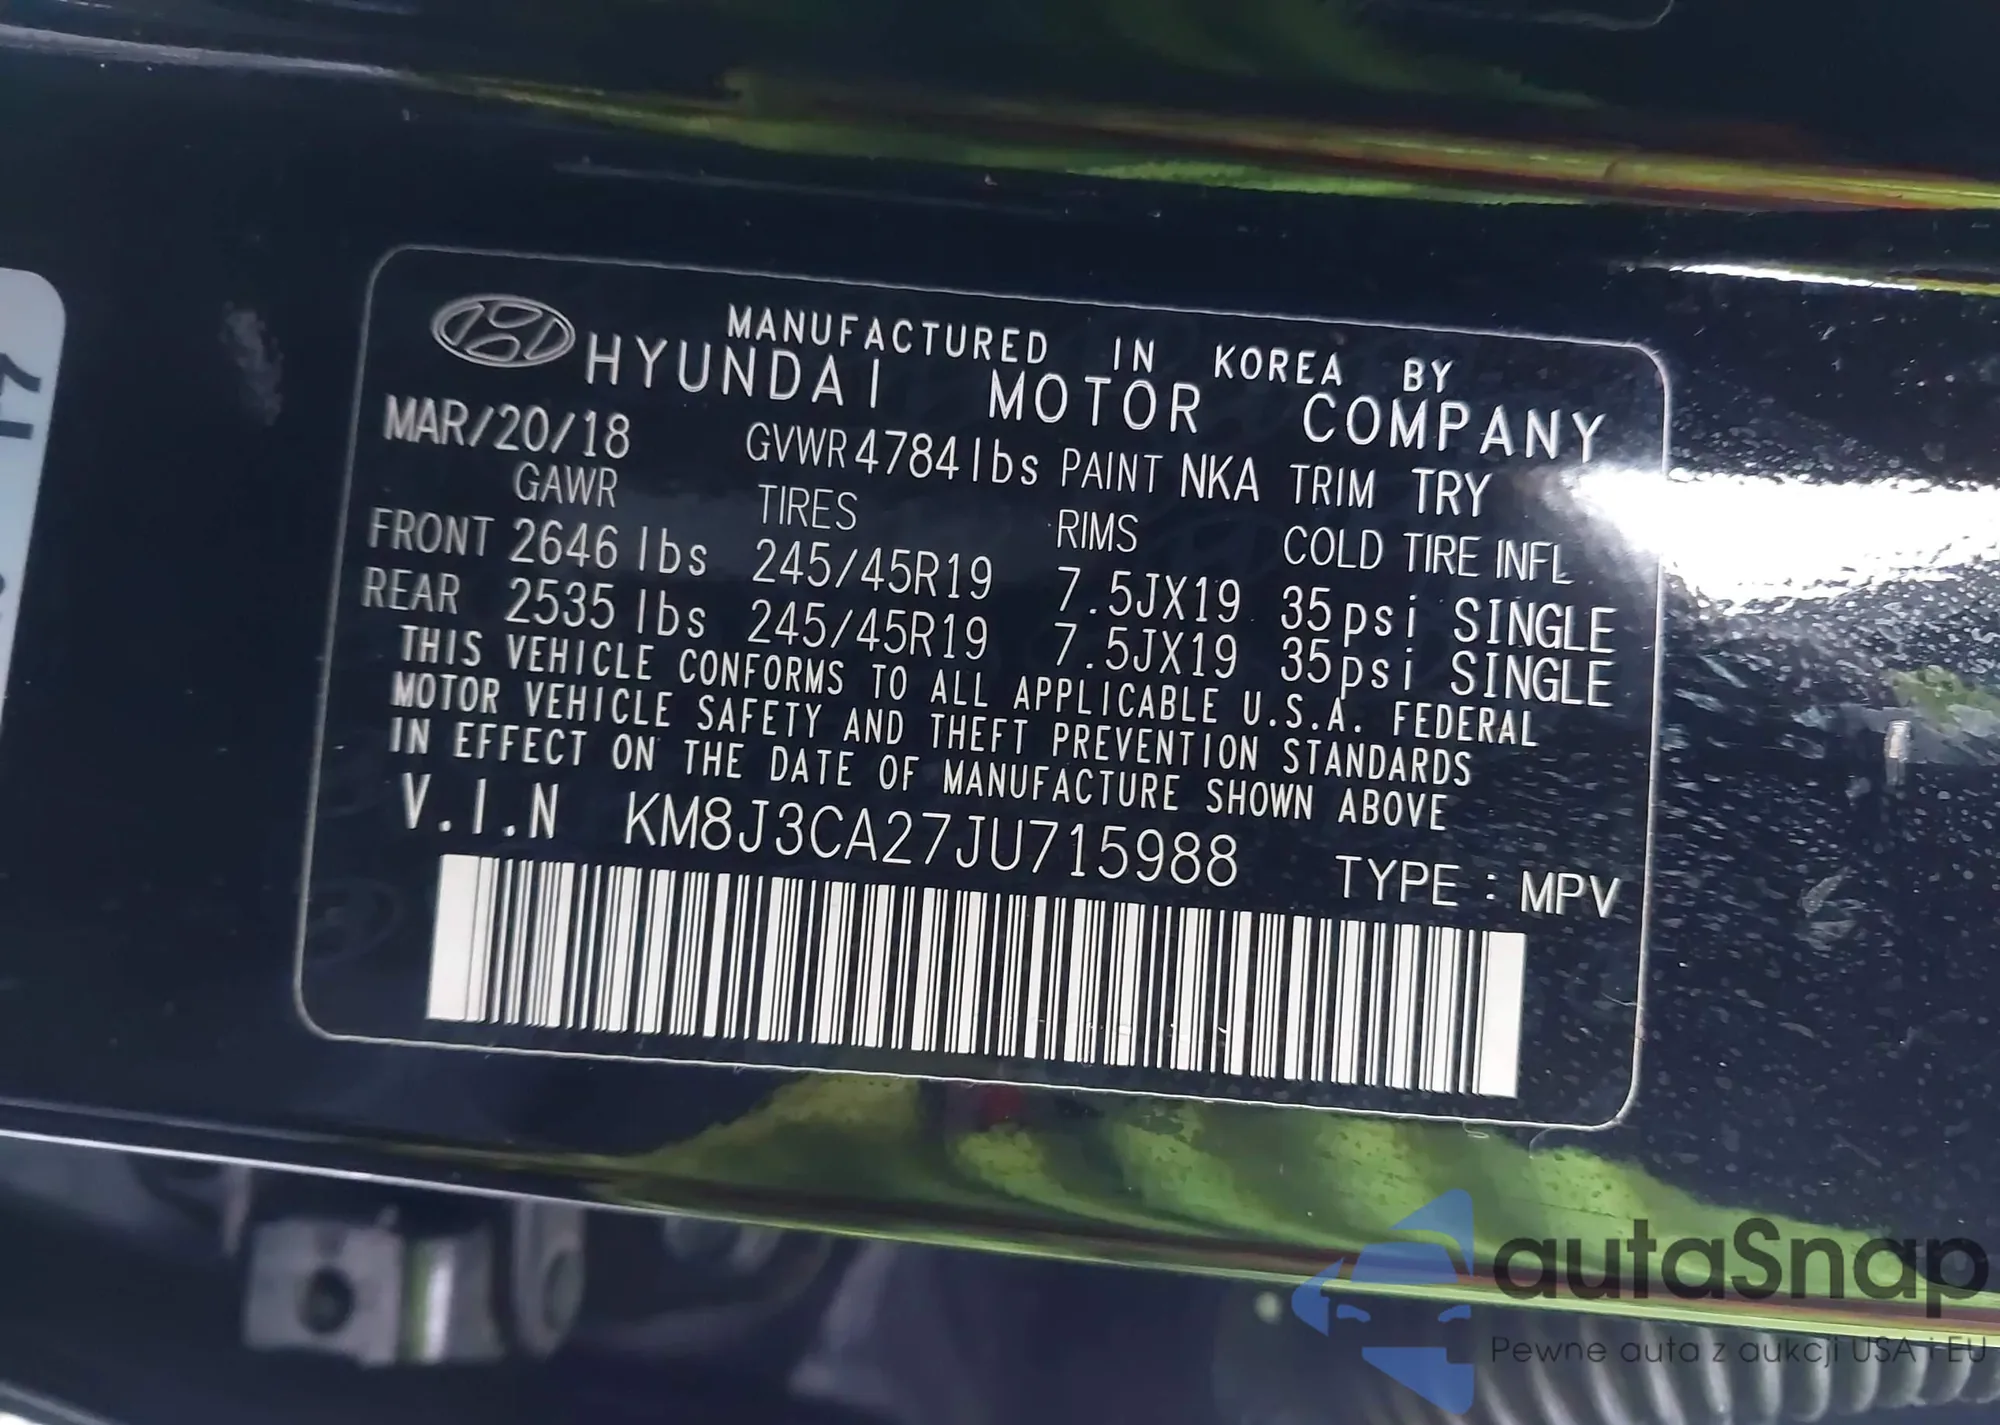 MANUFACTURED IN KOREA BY
HYUNDAI MOTOR COMPANY
MAR/20/18 GVWR 4784 lbs PAINT NKA TRIM TRY
GAWR TIRES RIMS COLD TIRE INFL
FRONT 2646 lbs 245/45R19 7.5JX19 35psi SINGLE
REAR 2535 lbs 245/45R19 7.5JX19 35psi SINGLE
THIS VEHICLE CONFORMS TO ALL APPLICABLE U.S.A. FEDERAL
MOTOR VEHICLE SAFETY AND THEFT PREVENTION STANDARDS
IN EFFECT ON THE DATE OF MANUFACTURE SHOWN ABOVE
V.I.N KM8J3CA27JU715988 TYPE : MPV
autaSnap
Pewne auta z aukcji USA i EU